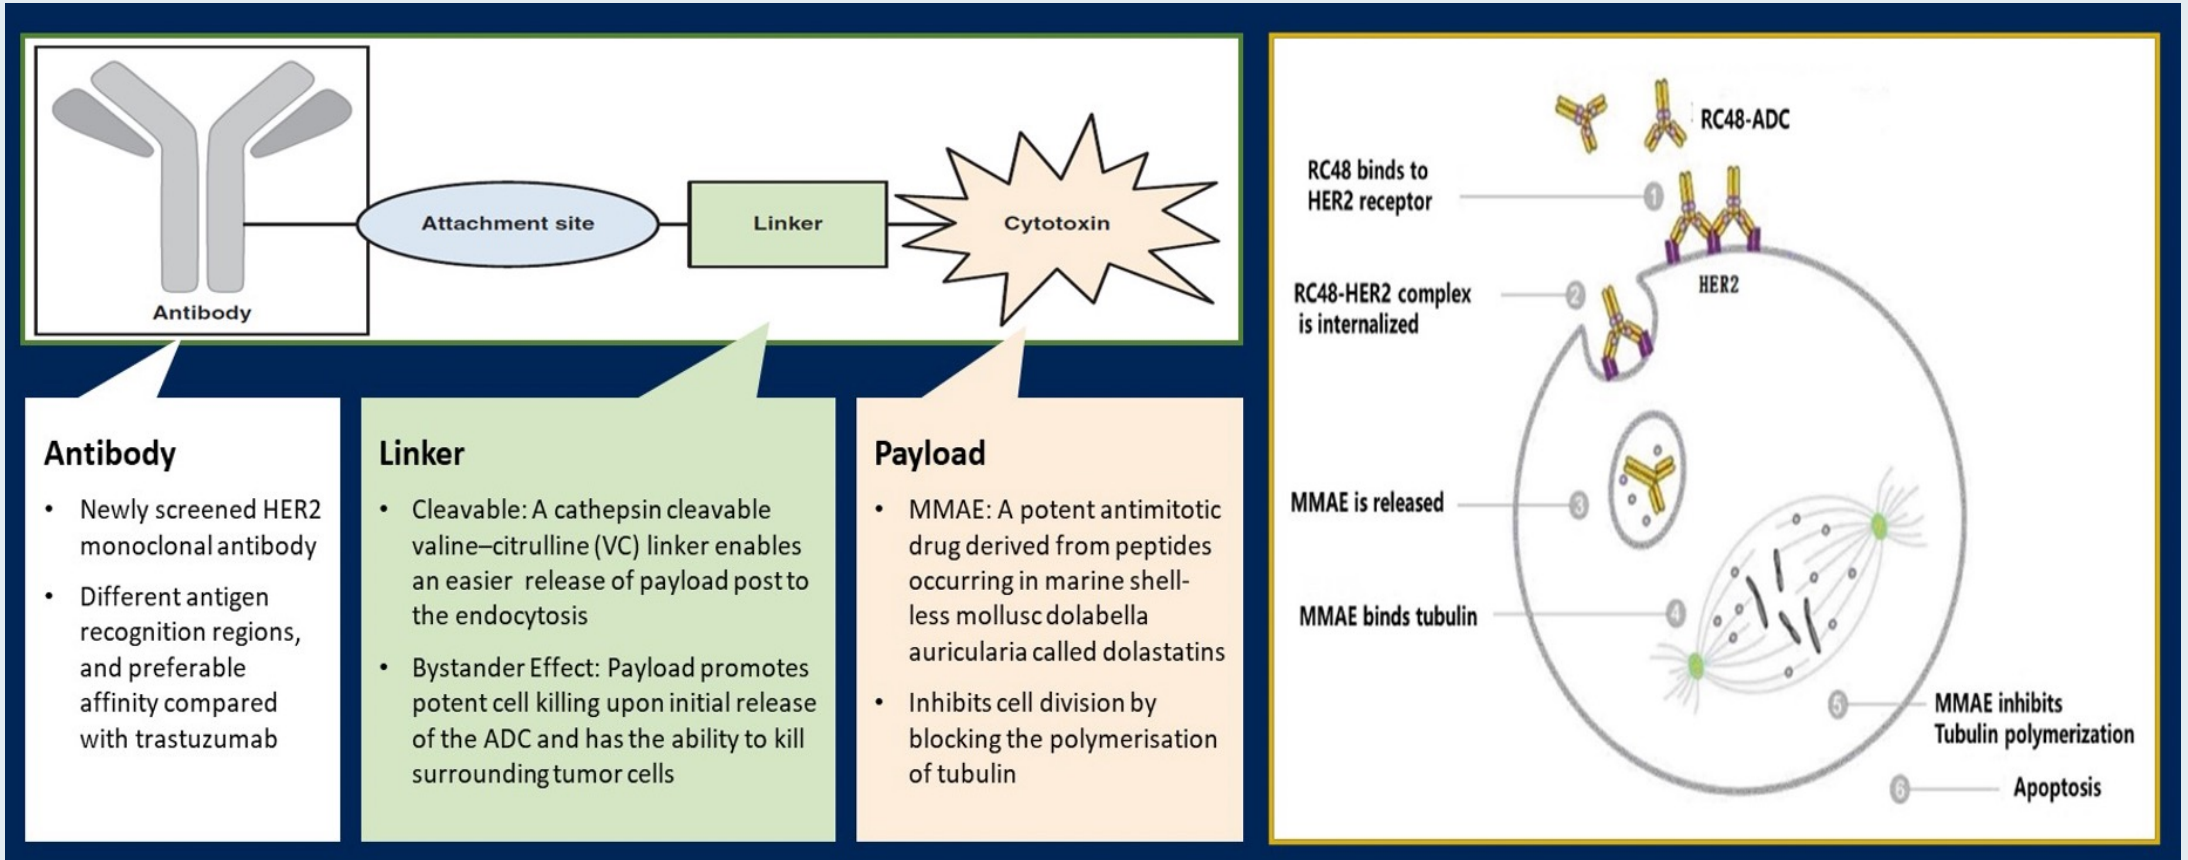 Antibody
Attachment site
Linker
Cytotoxin
Antibody
• Newly screened HER2
monoclonal antibody
• Different antigen
recognition regions,
and preferable
affinity compared
with trastuzumab
Linker
• Cleavable: A cathepsin cleavable
valine–citrulline (VC) linker enables
an easier release of payload post to
the endocytosis
• Bystander Effect: Payload promotes
potent cell killing upon initial release
of the ADC and has the ability to kill
surrounding tumor cells
Payload
• MMAE: A potent antimitotic
drug derived from peptides
occurring in marine shell-
less mollusc dolabella
auricularia called dolastatins
• Inhibits cell division by
blocking the polymerisation
of tubulin
RC48-ADC
RC48 binds to
HER2 receptor
1
HER2
RC48-HER2 complex
is internalized
2
MMAE is released
3
MMAE binds tubulin
4
5
MMAE inhibits
Tubulin polymerization
6
Apoptosis